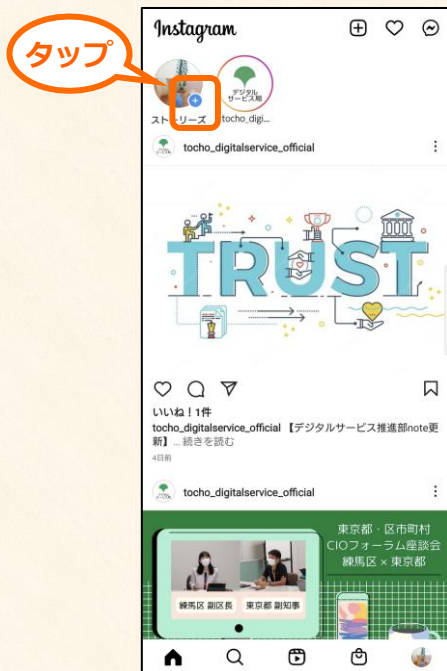 タップ
Instagram
デジタル
サービス局
ストーリーズ
tocho_digi...
tocho_digitalservice_official
TRUST
いいね！1件
tocho_digitalservice_official 【デジタルサービス推進部note更
新】... 続きを読む
4日前
tocho_digitalservice_official
東京都・区市町村
CIOフォーラム座談会
練馬区 × 東京都
練馬区 副区長
東京都 副知事